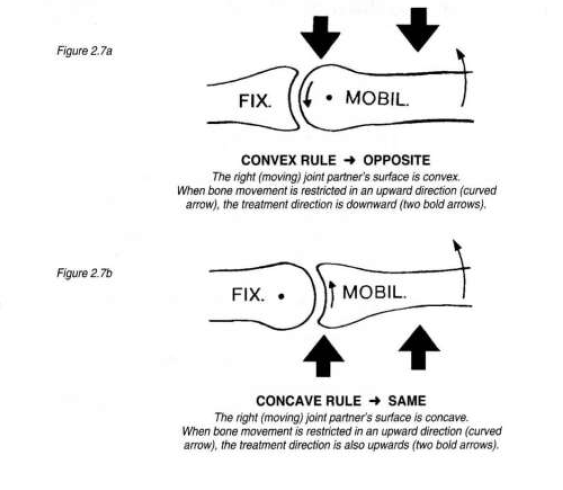 Figure 2.7a
FIX. MOBIL.
CONVEX RULE ➔ OPPOSITE
The right (moving) joint partner's surface is convex.
When bone movement is restricted in an upward direction (curved
arrow), the treatment direction is downward (two bold arrows).
Figure 2.7b
FIX. MOBIL.
CONCAVE RULE ➔ SAME
The right (moving) joint partner's surface is concave.
When bone movement is restricted in an upward direction (curved
arrow), the treatment direction is also upwards (two bold arrows).